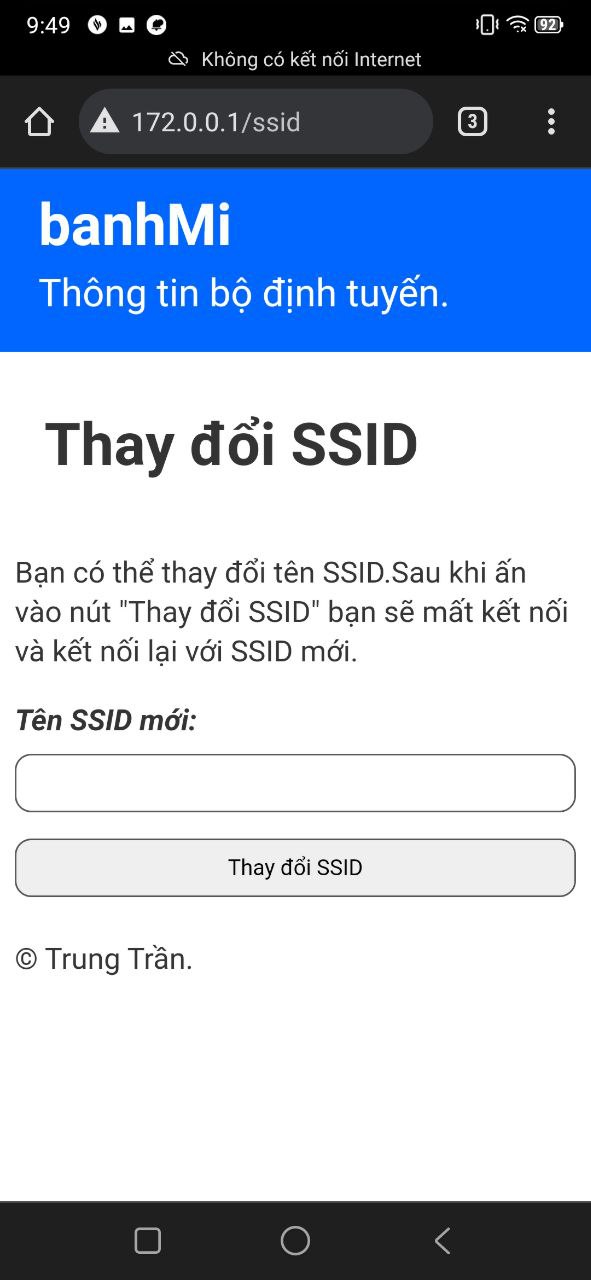 9:49
92
Không có kết nối Internet
172.0.0.1/ssid
3
banhMi
Thông tin bộ định tuyến.
Thay đổi SSID
Bạn có thể thay đổi tên SSID.Sau khi ấn
vào nút "Thay đổi SSID" bạn sẽ mất kết nối
và kết nối lại với SSID mới.
Tên SSID mới:
Thay đổi SSID
© Trung Trần.